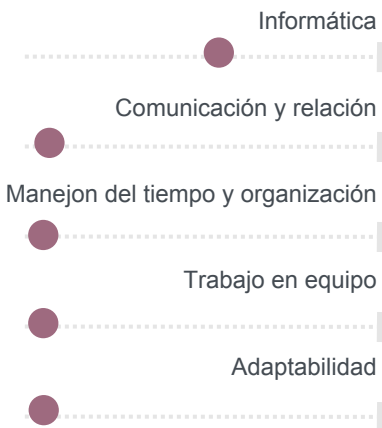 Informática
Comunicación y relación
Manejon del tiempo y organización
Trabajo en equipo
Adaptabilidad